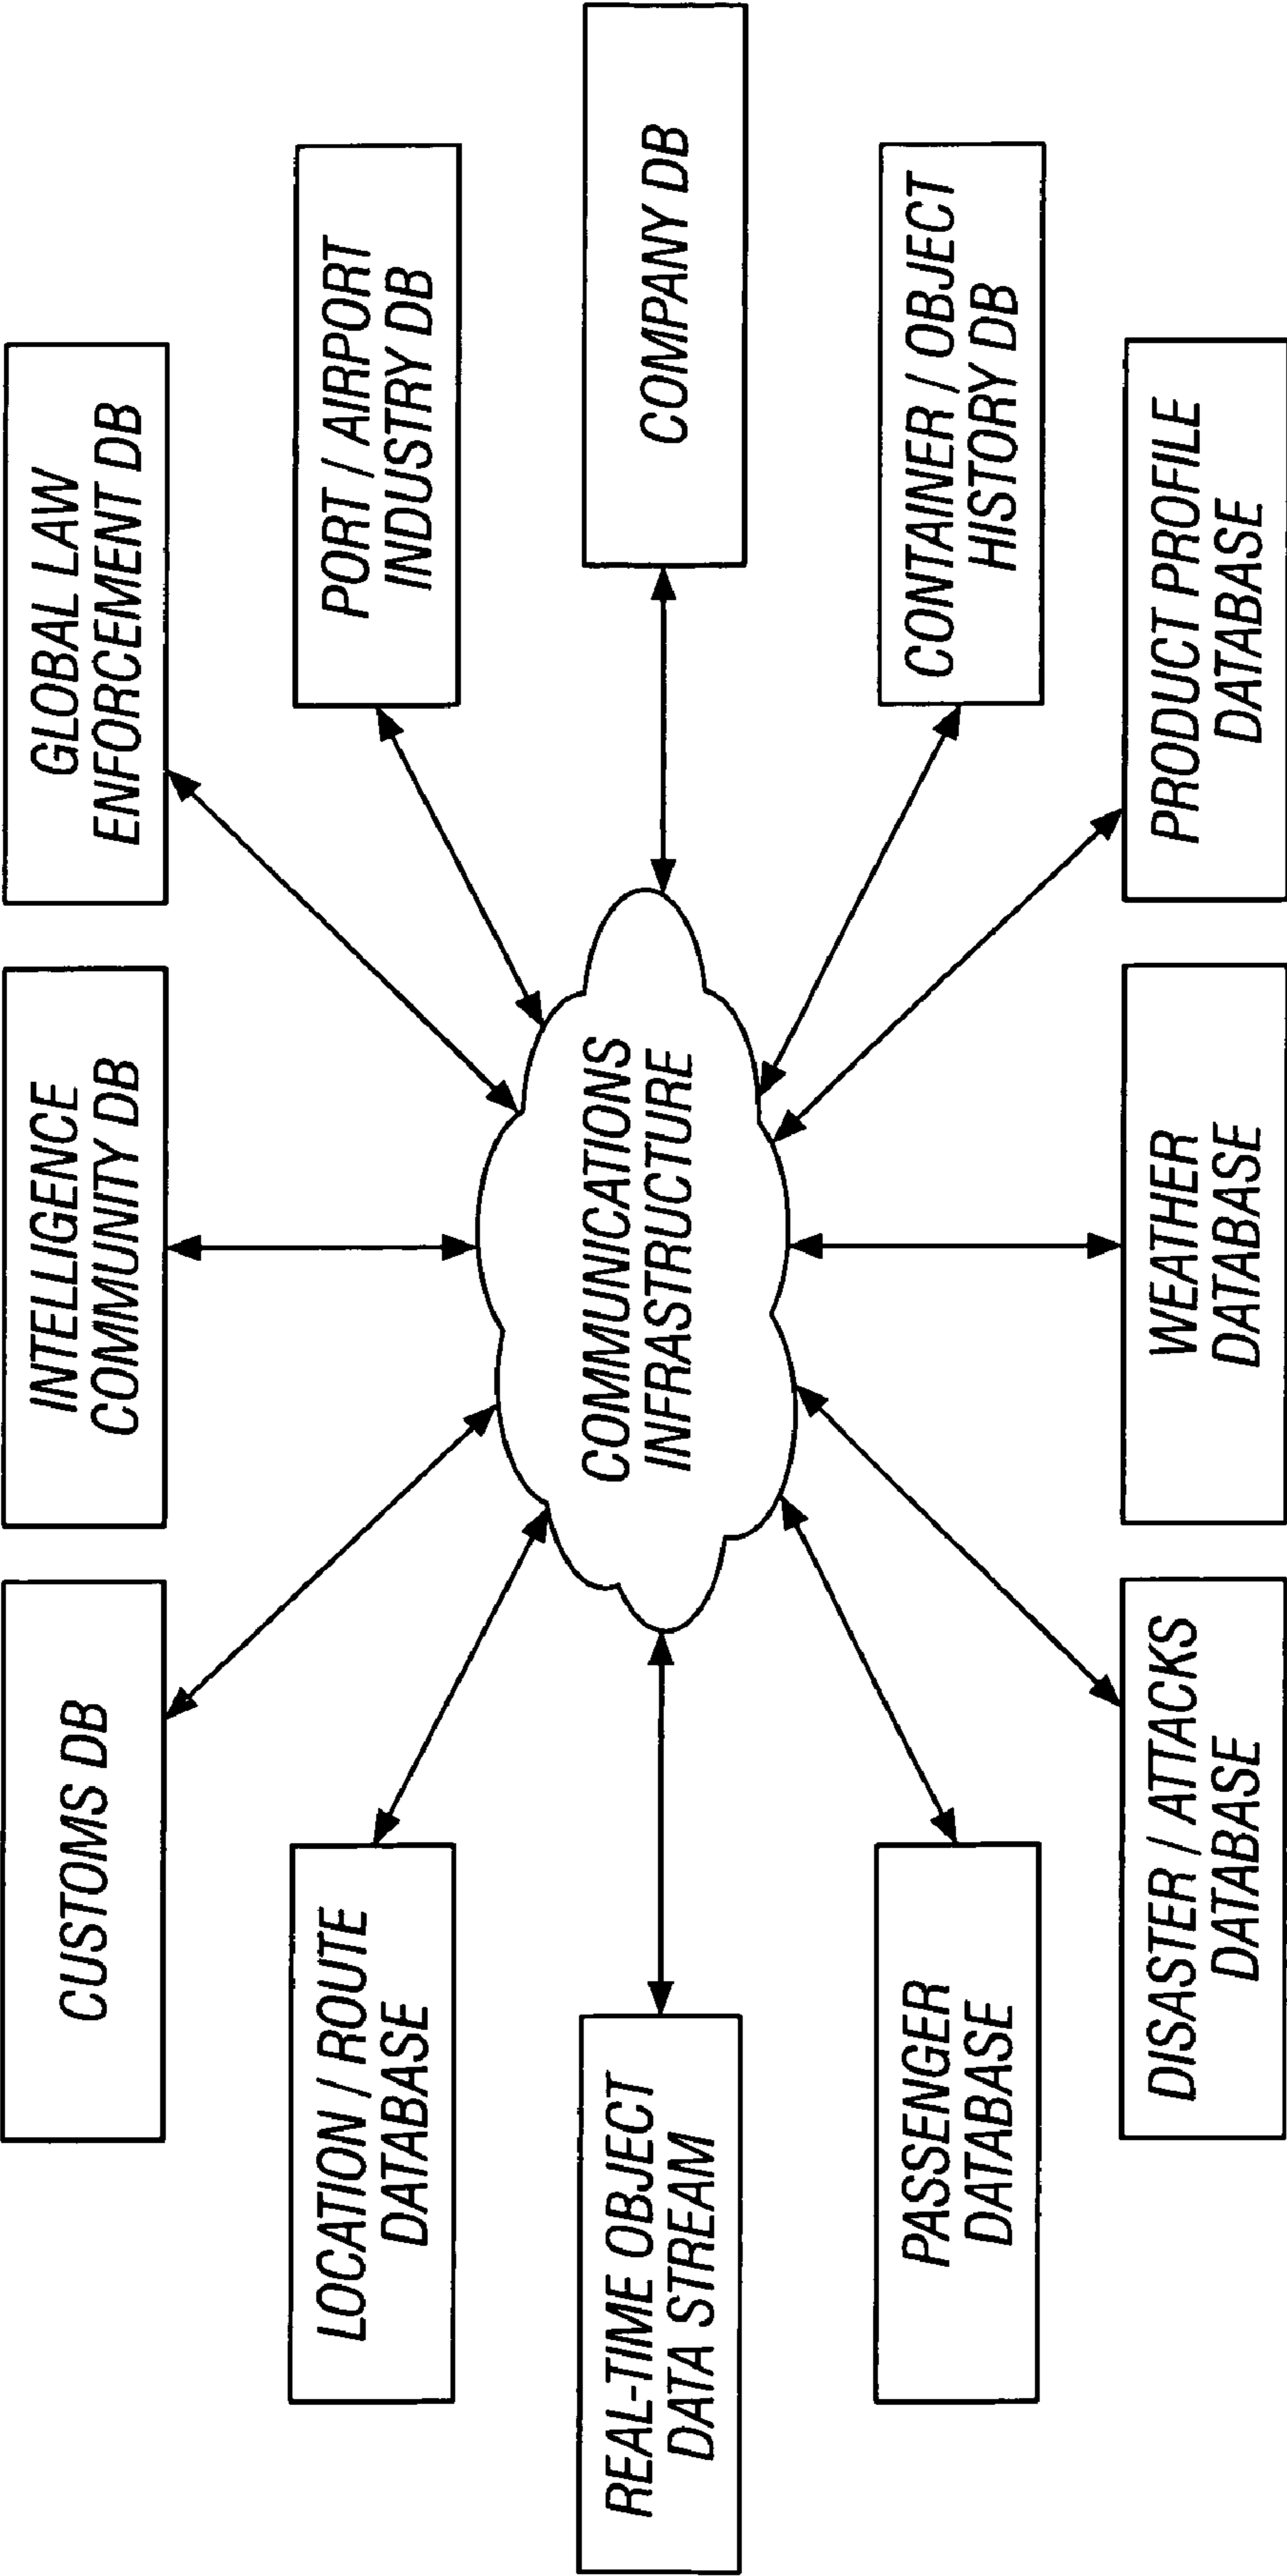 CUSTOMS DB
INTELLIGENCE
COMMUNITY DB
GLOBAL LAW
ENFORCEMENT DB
LOCATION / ROUTE
DATABASE
PORT / AIRPORT
INDUSTRY DB
REAL-TIME OBJECT
DATA STREAM
COMMUNICATIONS
INFRASTRUCTURE
COMPANY DB
PASSENGER
DATABASE
CONTAINER / OBJECT
HISTORY DB
DISASTER / ATTACKS
DATABASE
WEATHER
DATABASE
PRODUCT PROFILE
DATABASE